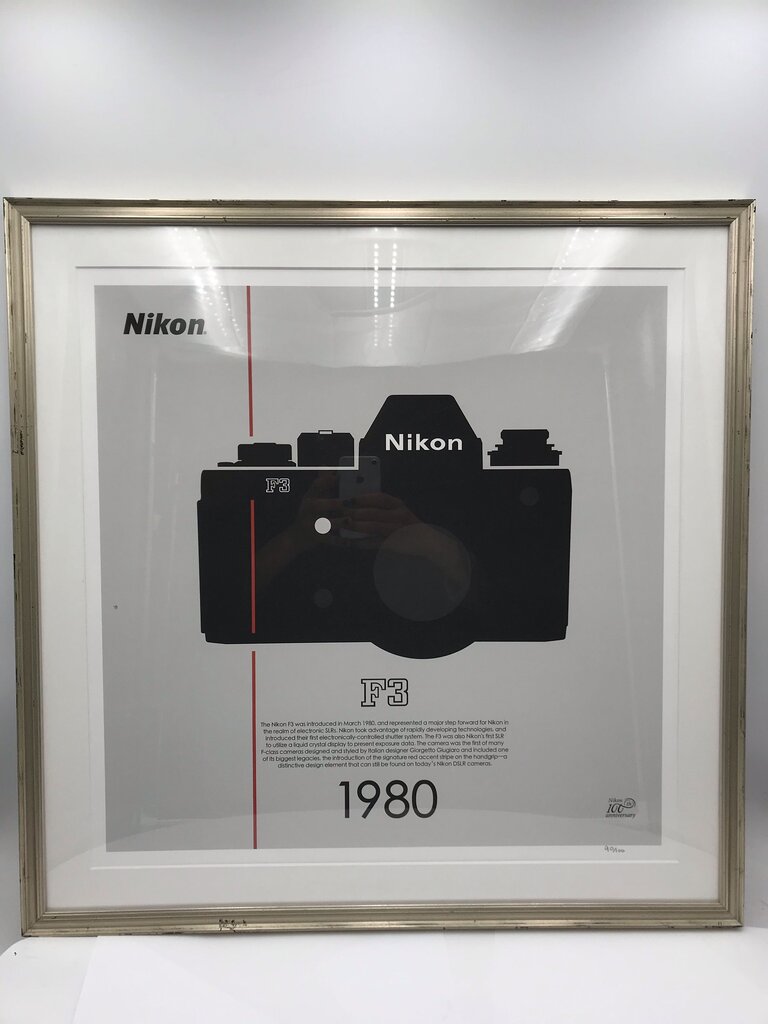 Nikon
Nikon
F3
F3
The Nikon F3 was introduced in March 1980, and represented a major step forward for Nikon in
the realm of electronic SLRs. Nikon took advantage of rapidly developing technologies, and
introduced their first electronically-controlled shutter system. The F3 was also Nikon's first SLR
to utilize a liquid crystal display to present exposure data. The camera was the first of many
F-class cameras designed and styled by Italian designer Giorgetto Giugiaro and included one
of its biggest legacies, the introduction of the signature red accent stripe on the handgrip—a
distinctive design element that can still be found on today's Nikon DSLR cameras.
1980
Nikon
100
anniversary
90/100